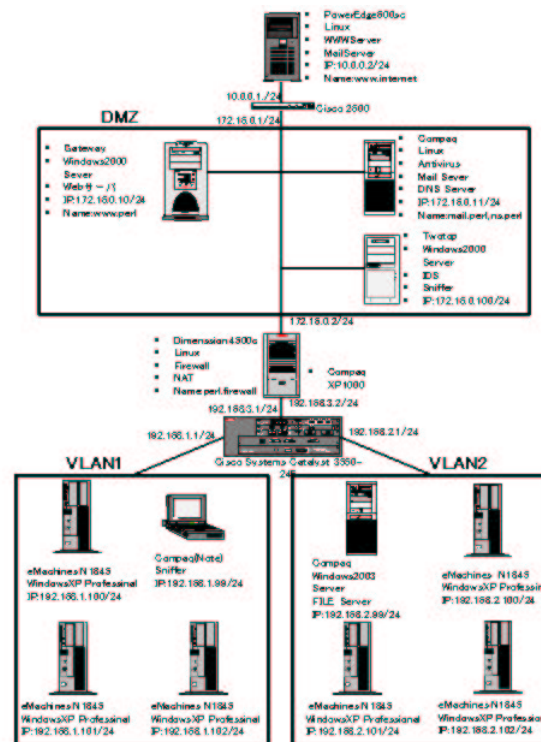 PowerEdge600sc
Linux
WWWServer
MailServer
IP:10.0.0.2/24
Name:www.internet
10.0.0.1/24
Cisco 2600
172.16.0.1/24
DMZ
Gateway
Windows2000
Sever
Webサーバ
IP:172.16.0.10/24
Name:www.perl
Compaq
Linux
Antivirus
Mail Sever
DNS Server
IP:172.16.0.11/24
Name:mail.perl,ns.perl
Twotop
Windows2000
Server
IDS
Sniffer
IP:172.16.0.100/24
172.16.0.2/24
Dimenssion4500c
Linux
Firewall
NAT
Name:perl.firewall
Compaq
XP1000
192.168.3.2/24
192.168.3.1/24
192.168.1.1/24
192.168.2.1/24
Cisco Systems Catalyst 3550-
VLAN1
VLAN2
eMachines N1845
WindowsXP Professinal
IP:192.168.1.100/24
Compaq(Note)
Sniffer
IP:192.168.1.99/24
eMachines N1845
WindowsXP Professinal
IP:192.168.1.101/24
eMachines N1845
WindowsXP Professinal
IP:192.168.1.102/24
Compaq
Windows2003
Server
FILE Server
IP:192.168.2.99/24
eMachines N1845
WindowsXP Professina
IP:192.168.2.100/24
eMachines N1845
WindowsXP Professinal
IP:192.168.2.101/24
eMachines N1845
WindowsXP Professina
IP:192.168.2.102/24